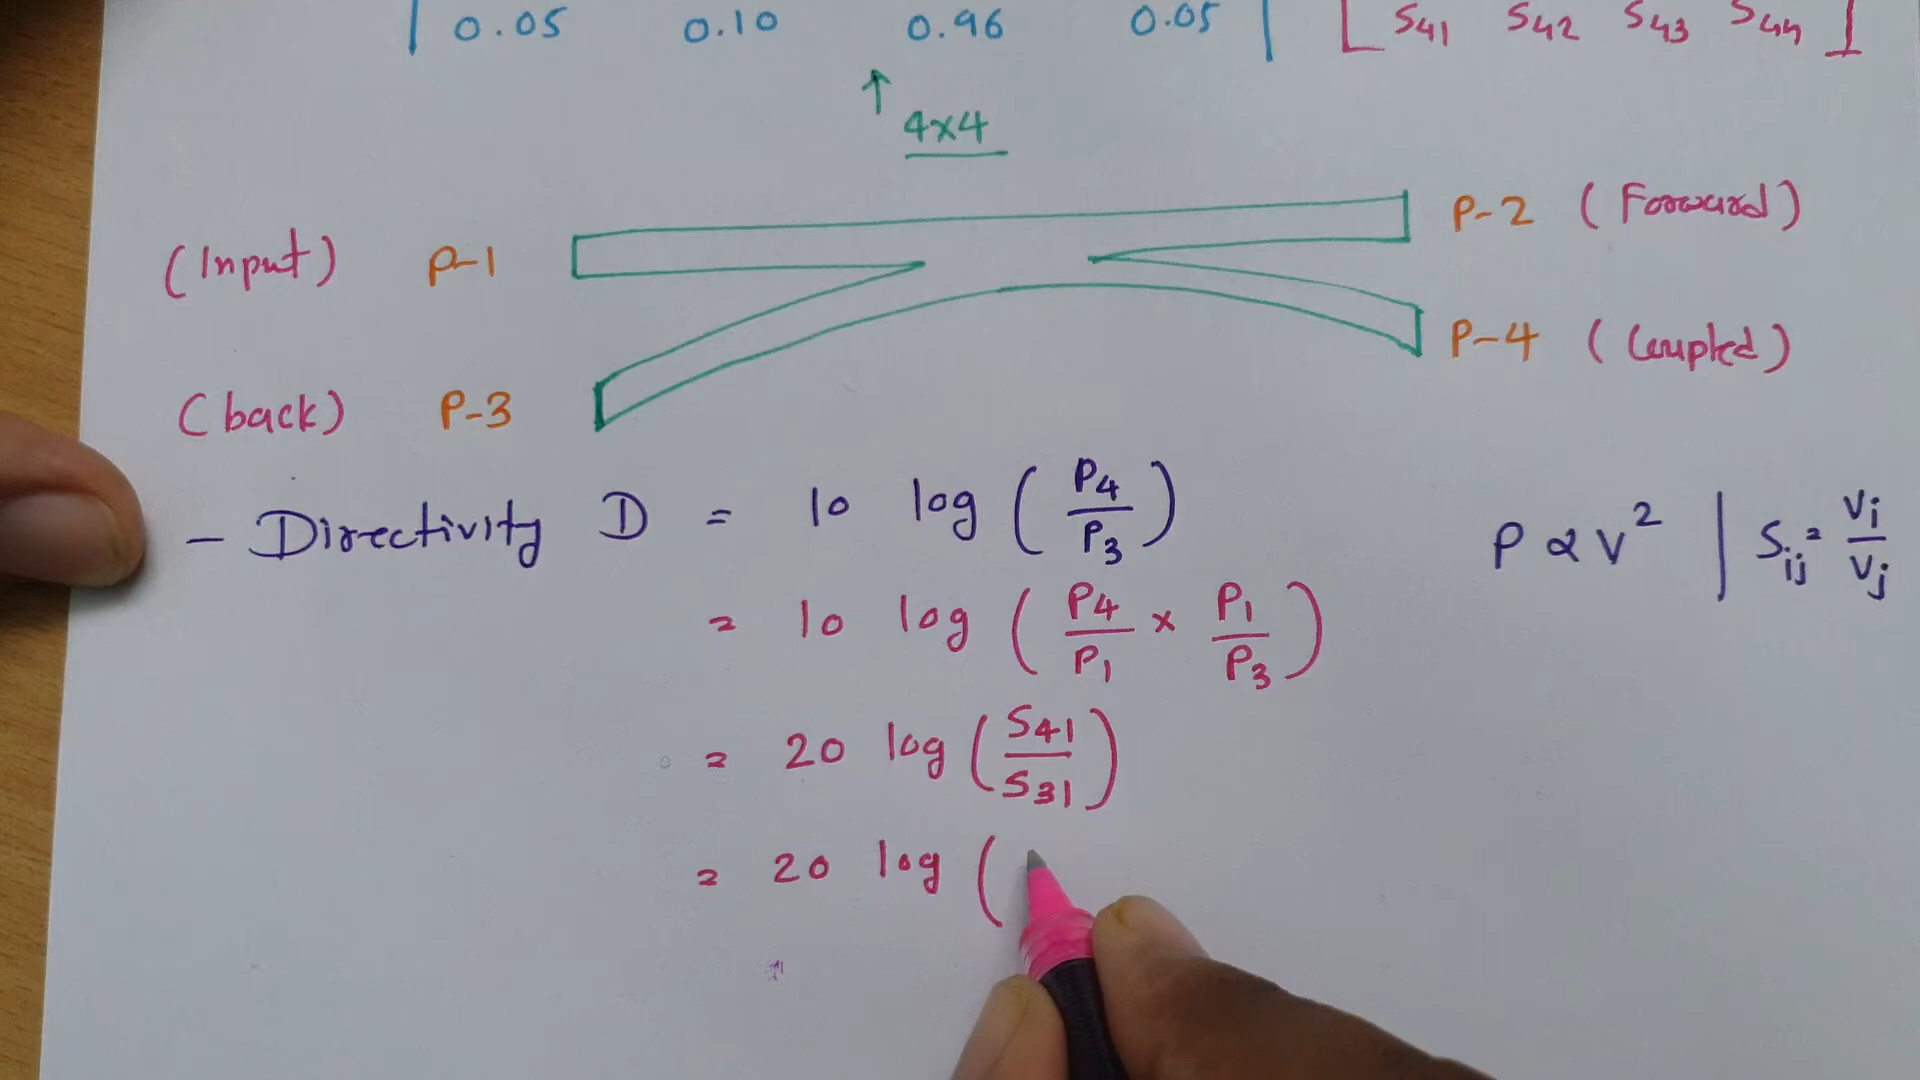 0.05 0.10 0.96 0.05 S41 S42 S43 S44
↑ 4x4
P-2 (Forward)
(Input) P-1
P-4 (Coupled)
(back) P-3
- Directivity D = 10 log (P4/P3)
P ∝ V² | Sij = Vi/Vj
= 10 log (P4/P1 x P1/P3)
= 20 log (S41/S31)
= 20 log (